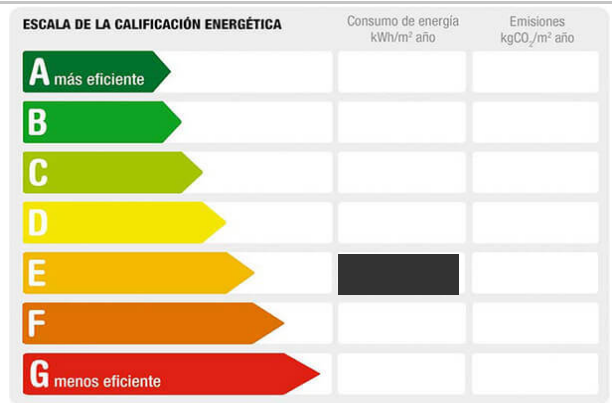 ESCALA DE LA CALIFICACIÓN ENERGÉTICA
Consumo de energía
kWh/m² año
Emisiones
kgCO₂/m² año
A más eficiente
B
C
D
E
F
G menos eficiente